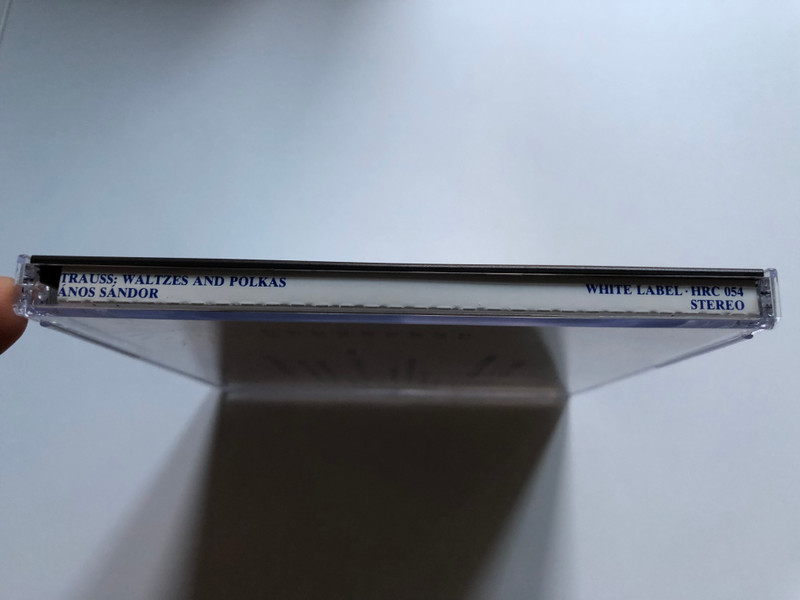 TRAUSS: WALTZES AND POLKAS
ÁNOS SÁNDOR
WHITE LABEL · HRC 054
STEREO